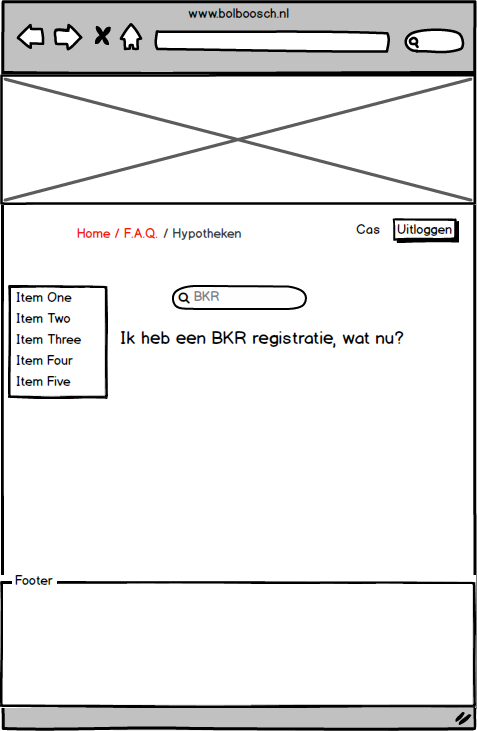 www.bolboosch.nl
Home / F.A.Q. / Hypotheken
Cas
Uitloggen
BKR
Item One
Item Two
Item Three
Item Four
Item Five
Ik heb een BKR registratie, wat nu?
Footer